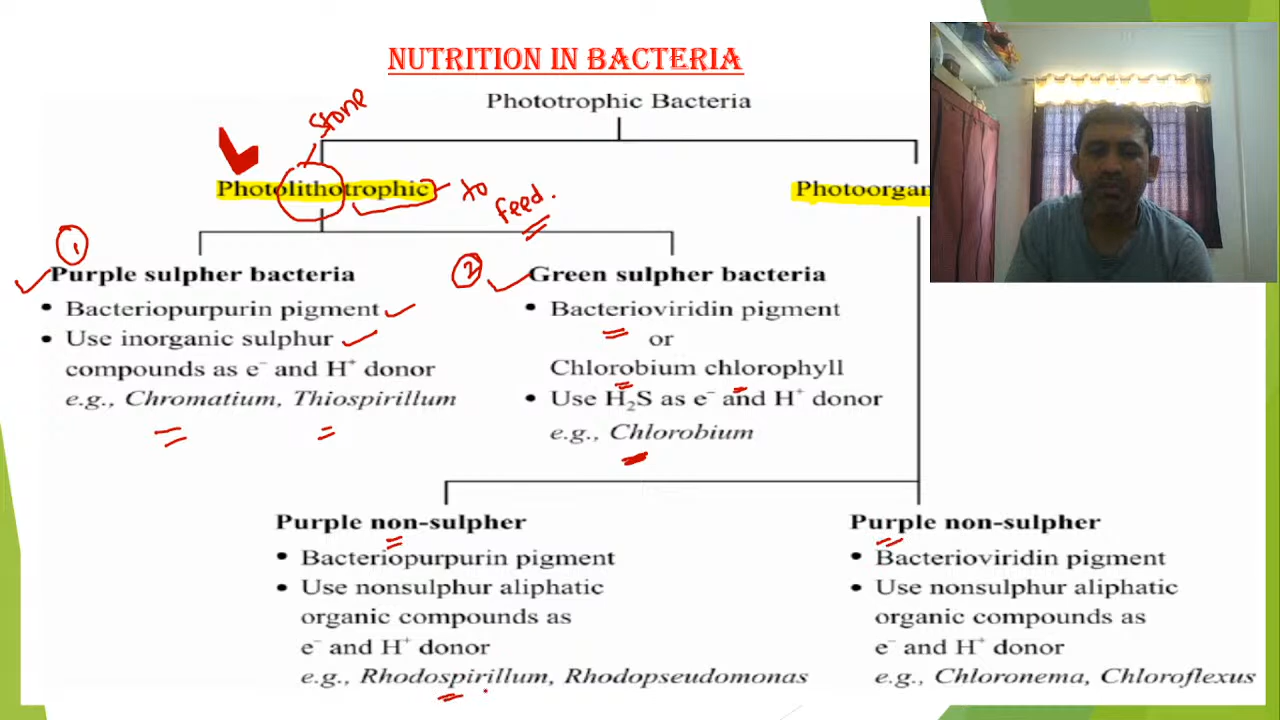 NUTRITION IN BACTERIA
Phototrophic Bacteria
Stone
Photolithotrophic
to feed.
Photoorgan
1
Purple sulpher bacteria
• Bacteriopurpurin pigment
• Use inorganic sulphur
compounds as e⁻ and H⁺ donor
e.g., Chromatium, Thiospirillum
2
Green sulpher bacteria
• Bacterioviridin pigment
or
Chlorobium chlorophyll
• Use H₂S as e⁻ and H⁺ donor
e.g., Chlorobium
Purple non-sulpher
• Bacteriopurpurin pigment
• Use nonsulphur aliphatic
organic compounds as
e⁻ and H⁺ donor
e.g., Rhodospirillum, Rhodopseudomonas
Purple non-sulpher
• Bacterioviridin pigment
• Use nonsulphur aliphatic
organic compounds as
e⁻ and H⁺ donor
e.g., Chloronema, Chloroflexus